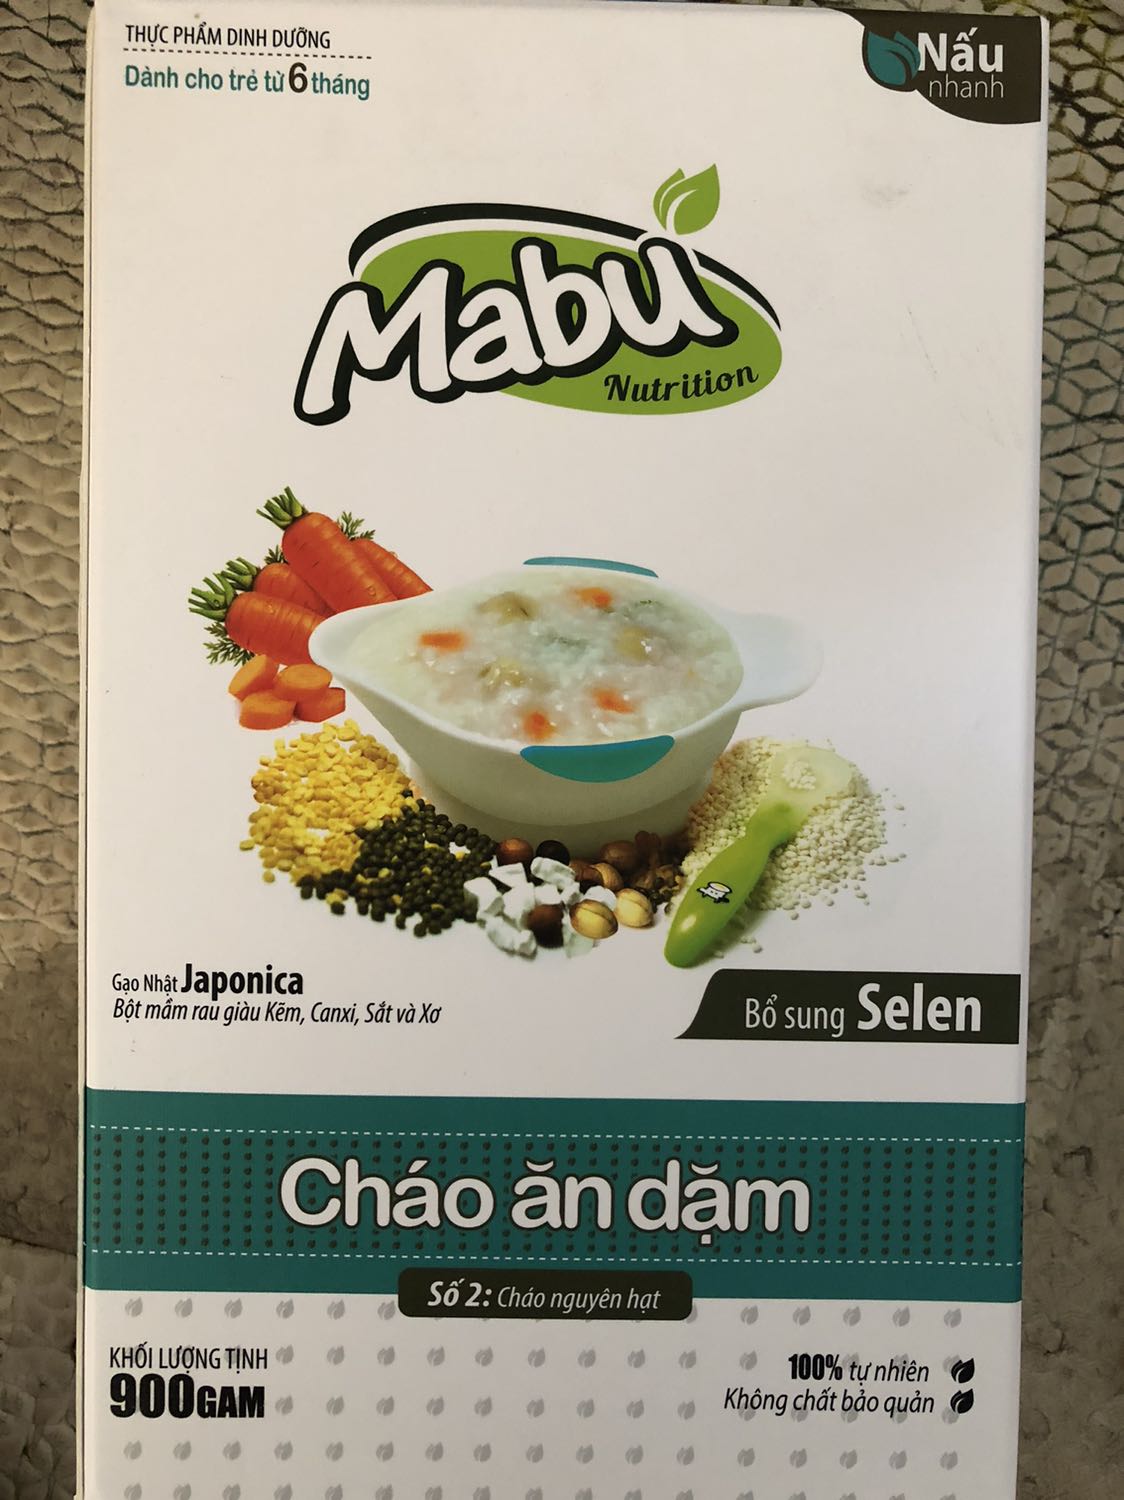 THỰC PHẨM DINH DƯỠNG
Dành cho trẻ từ 6 tháng
Nấu
nhanh
Mabu
Nutrition
Gạo Nhật Japonica
Bột mầm rau giàu Kẽm, Canxi, Sắt và Xơ
Bổ sung Selen
Cháo ăn dặm
Số 2: Cháo nguyên hạt
KHỐI LƯỢNG TỊNH
900GAM
100% tự nhiên
Không chất bảo quản